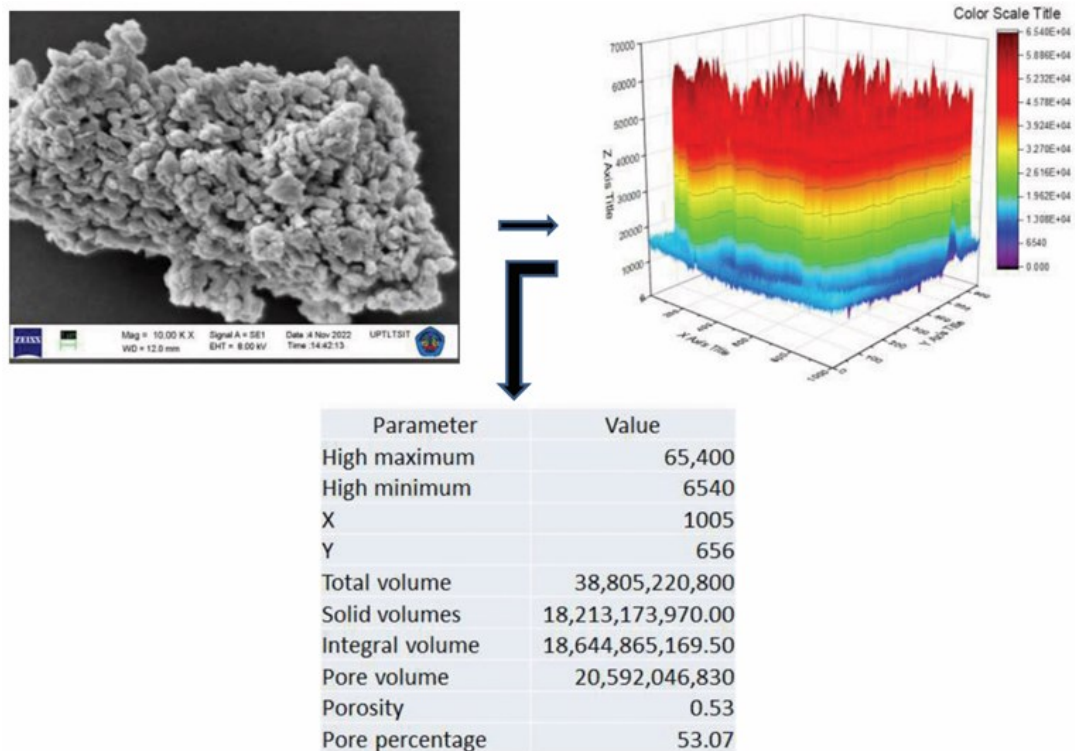 ZEISS
Mag = 10.00 K X Signal A = SE1 Date :4 Nov 2022 UPTLTSIT
WD = 12.0 mm EHT = 8.00 kV Time :14:42:13
Color Scale Title
6.540E+04
5.896E+04
5.232E+04
4.578E+04
3.924E+04
3.270E+04
2.616E+04
1.962E+04
1.308E+04
6540
0.000
70000
60000
50000
40000
30000
20000
10000
0
Z Axis Title
X Axis Title
1000
Y Axis Title
Parameter Value
High maximum 65,400
High minimum 6540
X 1005
Y 656
Total volume 38,805,220,800
Solid volumes 18,213,173,970.00
Integral volume 18,644,865,169.50
Pore volume 20,592,046,830
Porosity 0.53
Pore percentage 53.07